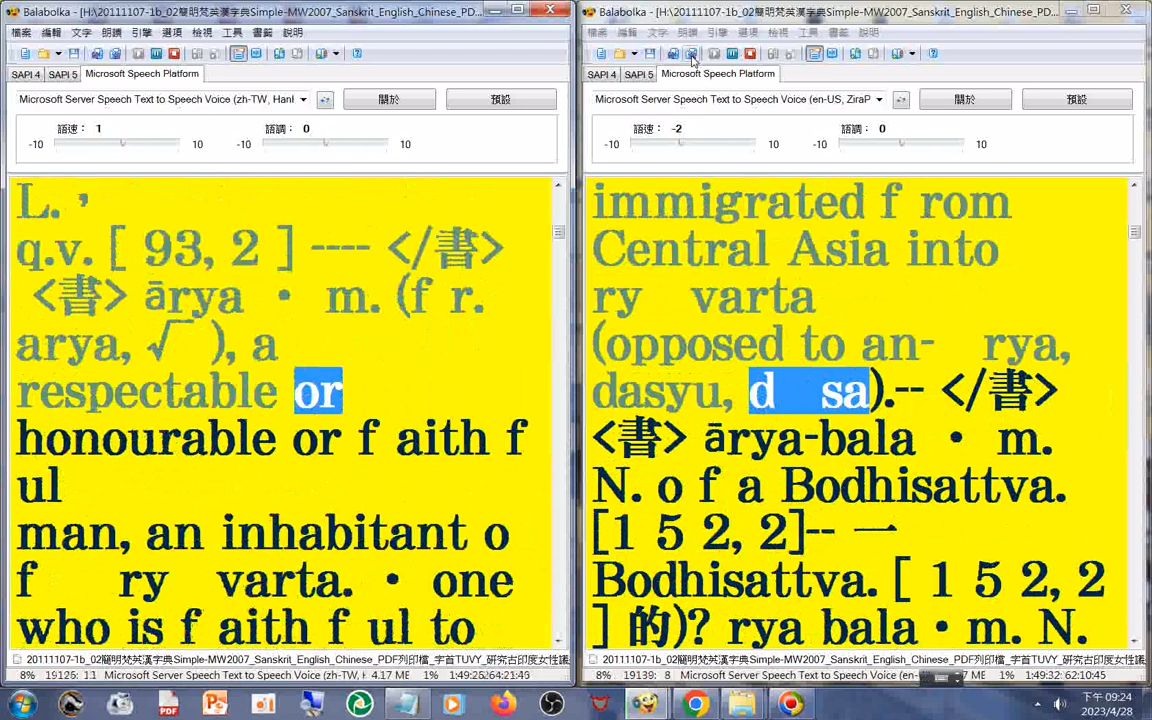 Balabolka - [H:\20111107-1b_02簡明梵英漢字典Simple-MW2007_Sanskrit_English_Chinese_PD...
檔案 編輯 文字 朗讀 引擎 選項 檢視 工具 書籤 說明
SAPI 4 SAPI 5 Microsoft Speech Platform
Microsoft Server Speech Text to Speech Voice (zh-TW, Hanl 關於 預設
語速： 1 語調： 0
-10 10 -10 10
L.，
q.v. [ 93, 2 ] ---- </書>
<書> ārya • m. (f r.
arya, √ ), a
respectable or
honourable or f aith f
ul
man, an inhabitant o
f ry varta. • one
who is f aith f ul to
20111107-1b_02簡明梵英漢字典Simple-MW2007_Sanskrit_English_Chinese_PDF列印檔_字首TUVY_研究古印度女性議
8% 19126: 11 Microsoft Server Speech Text to Speech Voice (zh-TW, H 4.17 ME 1% 1:49:25:64:21:49
Balabolka - [H:\20111107-1b_02簡明梵英漢字典Simple-MW2007_Sanskrit_English_Chinese_PDF...
檔案 編輯 文字 朗讀 引擎 選項 檢視 工具 書籤 說明
SAPI 4 SAPI 5 Microsoft Speech Platform
Microsoft Server Speech Text to Speech Voice (en-US, ZiraP 關於 預設
語速： -2 語調： 0
-10 10 -10 10
immigrated f rom
Central Asia into
ry varta
(opposed to an- rya,
dasyu, d sa).-- </書>
<書> ārya-bala • m.
N. o f a Bodhisattva.
[1 5 2, 2]-- 一
Bodhisattva. [ 1 5 2, 2
] 的)? rya bala • m. N.
20111107-1b_02簡明梵英漢字典Simple-MW2007_Sanskrit_English_Chinese_PDF列印檔_字首TUVY_研究古印度女性議
8% 19139: 8 Microsoft Server Speech Text to Speech Voice (en- 4.17 ME 1% 1:49:32:62:10:45
PDF
下午 09:24
2023/4/28